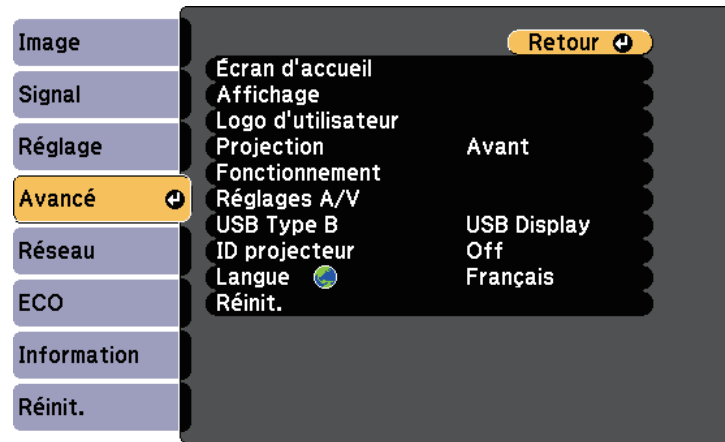 Image
Signal
Réglage
Avancé
Réseau
ECO
Information
Réinit.
Retour
Écran d'accueil
Affichage
Logo d'utilisateur
Projection Avant
Fonctionnement
Réglages A/V
USB Type B USB Display
ID projecteur Off
Langue Français
Réinit.